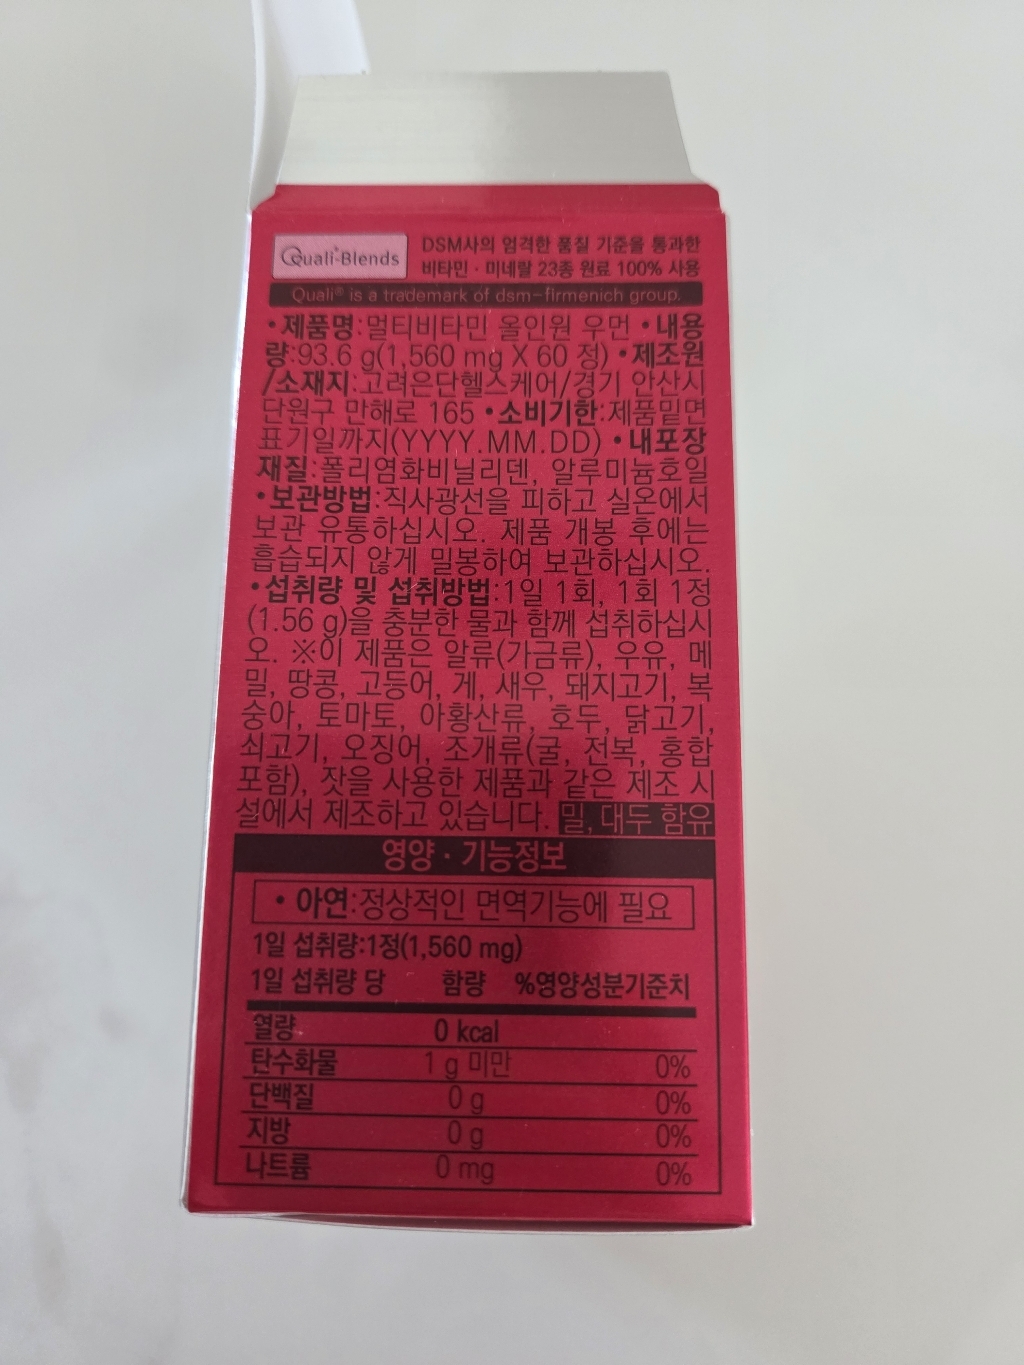 Quali®-Blends
DSM사의 엄격한 품질 기준을 통과한
비타민 · 미네랄 23종 원료 100% 사용
Quali® is a trademark of dsm-firmenich group.
• 제품명:멀티비타민 올인원 우먼 • 내용
량:93.6 g(1,560 mg X 60 정) • 제조원
/소재지:고려은단헬스케어/경기 안산시
단원구 만해로 165 • 소비기한:제품밑면
표기일까지(YYYY.MM.DD) • 내포장
재질:폴리염화비닐리덴, 알루미늄호일
• 보관방법:직사광선을 피하고 실온에서
보관 유통하십시오. 제품 개봉 후에는
흡습되지 않게 밀봉하여 보관하십시오.
• 섭취량 및 섭취방법:1일 1회, 1회 1정
(1.56 g)을 충분한 물과 함께 섭취하십시
오. ※이 제품은 알류(가금류), 우유, 메
밀, 땅콩, 고등어, 게, 새우, 돼지고기, 복
숭아, 토마토, 아황산류, 호두, 닭고기,
쇠고기, 오징어, 조개류(굴, 전복, 홍합
포함), 잣을 사용한 제품과 같은 제조 시
설에서 제조하고 있습니다. 밀, 대두 함유
영양 · 기능정보
• 아연:정상적인 면역기능에 필요
1일 섭취량:1정(1,560 mg)
1일 섭취량 당 함량 %영양성분기준치
열량 0 kcal
탄수화물 1 g 미만 0%
단백질 0 g 0%
지방 0 g 0%
나트륨 0 mg 0%